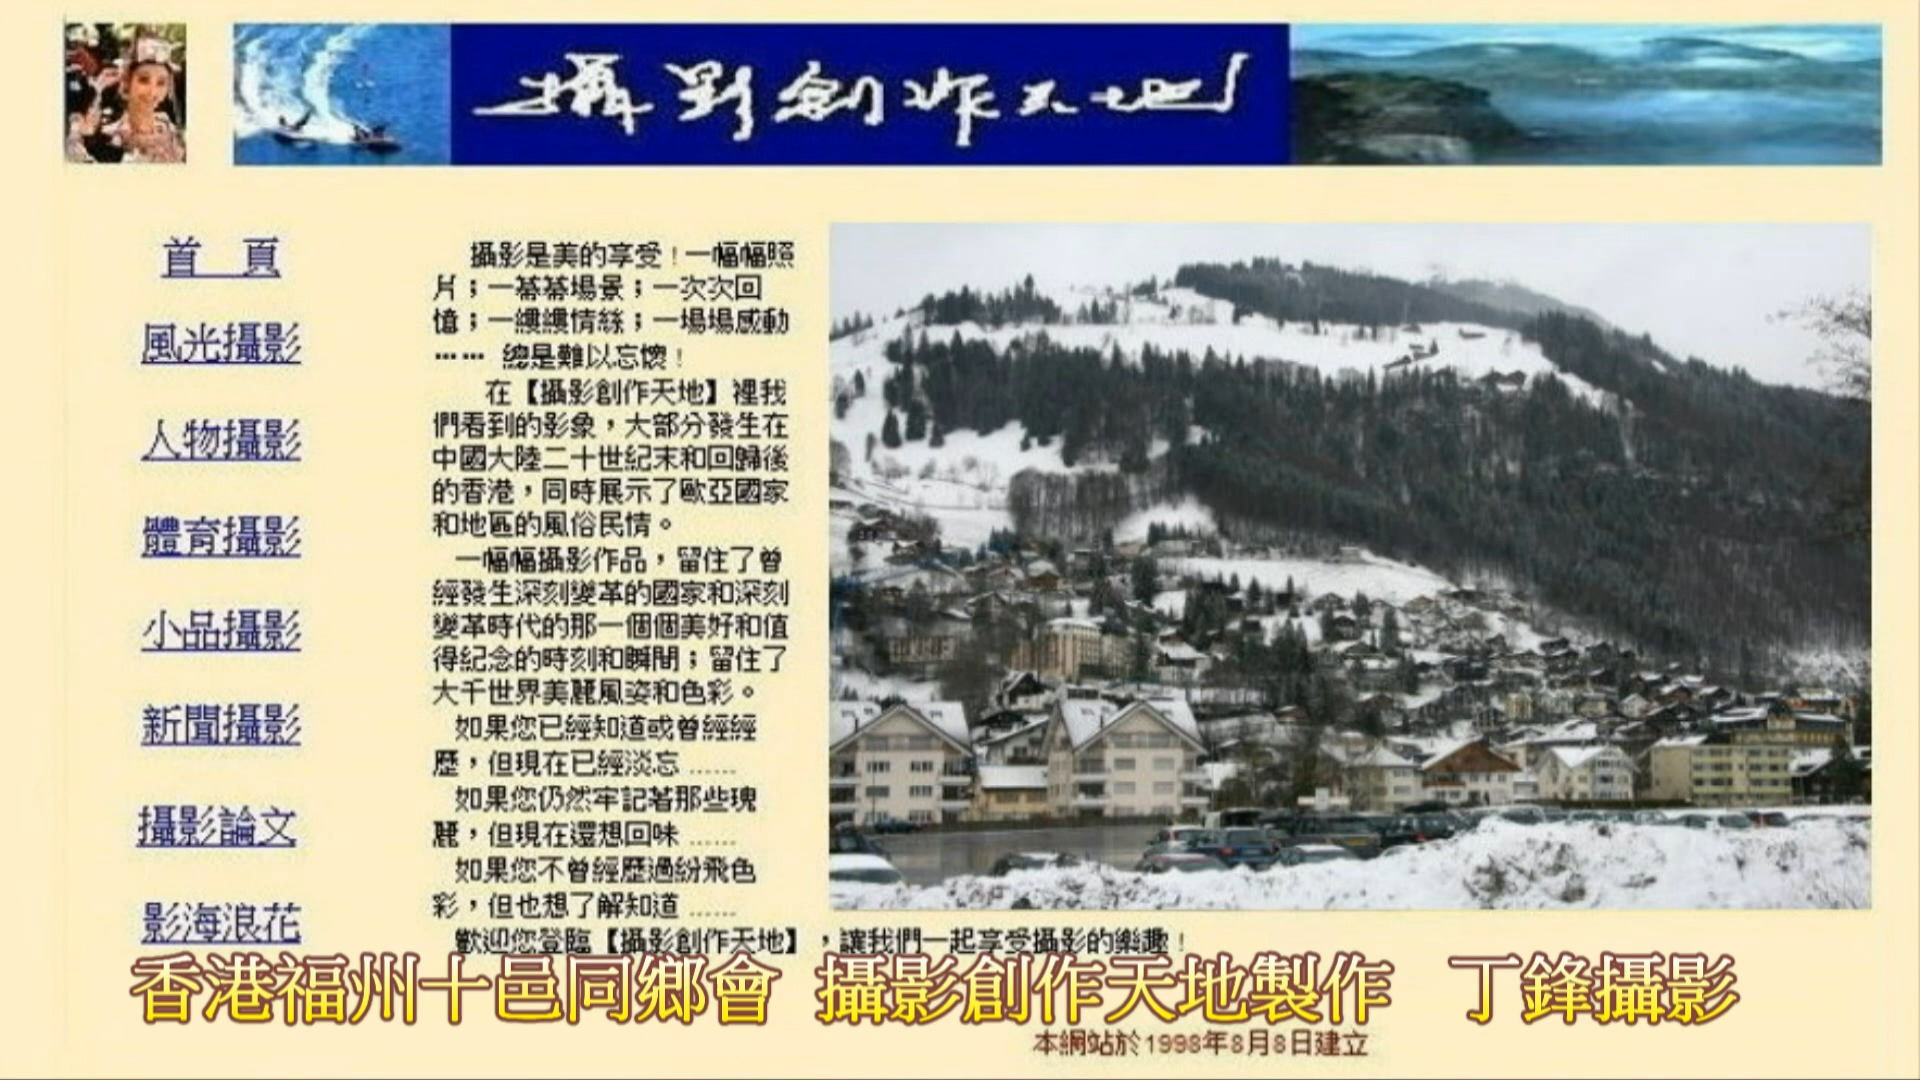 攝影創作天地
首 頁
風光攝影
人物攝影
體育攝影
小品攝影
新聞攝影
攝影論文
影海浪花
攝影是美的享受！一幅幅照
片；一幕幕場景；一次次回
憶；一縷縷情絲；一場場感動
…… 總是難以忘懷！
在【攝影創作天地】裡我
們看到的影象，大部分發生在
中國大陸二十世紀末和回歸後
的香港，同時展示了歐亞國家
和地區的風俗民情。
一幅幅攝影作品，留住了曾
經發生深刻變革的國家和深刻
變革時代的那一個個美好和值
得紀念的時刻和瞬間；留住了
大千世界美麗風姿和色彩。
如果您已經知道或曾經經
歷，但現在已經淡忘 ......
如果您仍然牢記著那些瑰
麗，但現在還想回味 ......
如果您不曾經歷過紛飛色
彩，但也想了解知道 ......
歡迎您登臨【攝影創作天地】，讓我們一起享受攝影的樂趣！
香港福州十邑同鄉會 攝影創作天地製作 丁鋒攝影
本網站於1998年8月8日建立